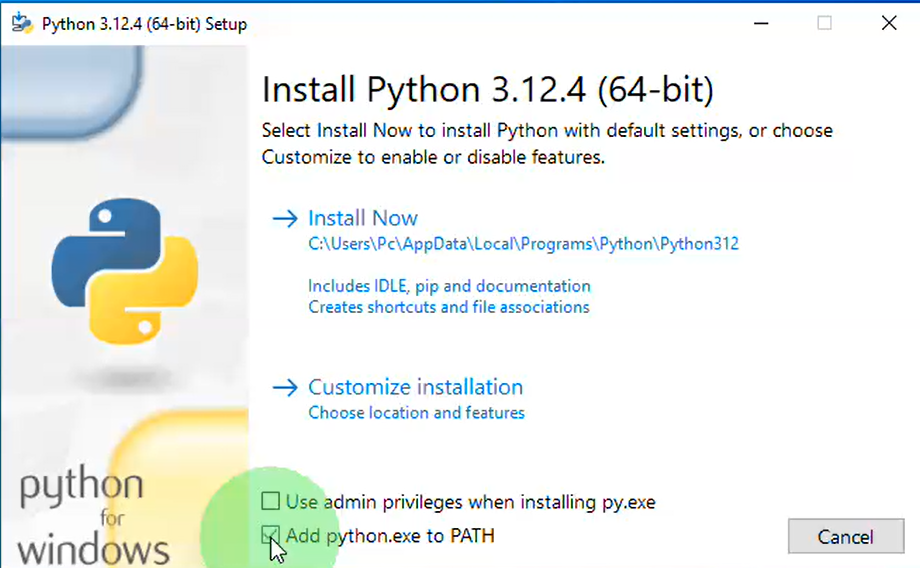 Python 3.12.4 (64-bit) Setup
Install Python 3.12.4 (64-bit)
Select Install Now to install Python with default settings, or choose
Customize to enable or disable features.
Install Now
C:\Users\Pc\AppData\Local\Programs\Python\Python312
Includes IDLE, pip and documentation
Creates shortcuts and file associations
Customize installation
Choose location and features
python
for
windows
Use admin privileges when installing py.exe
Add python.exe to PATH
Cancel